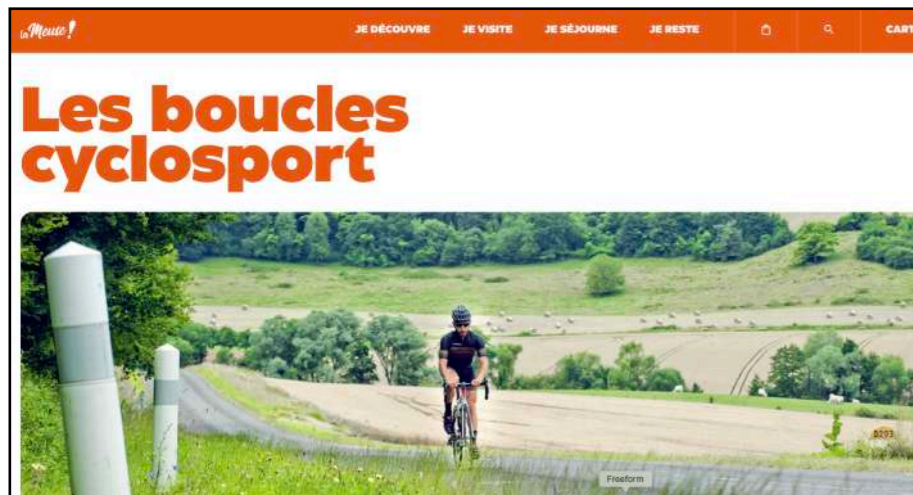 la Meuse !
JE DÉCOUVRE JE VISITE JE SÉJOURNE JE RESTE CART
Les boucles
cyclosport
D203
Freeform